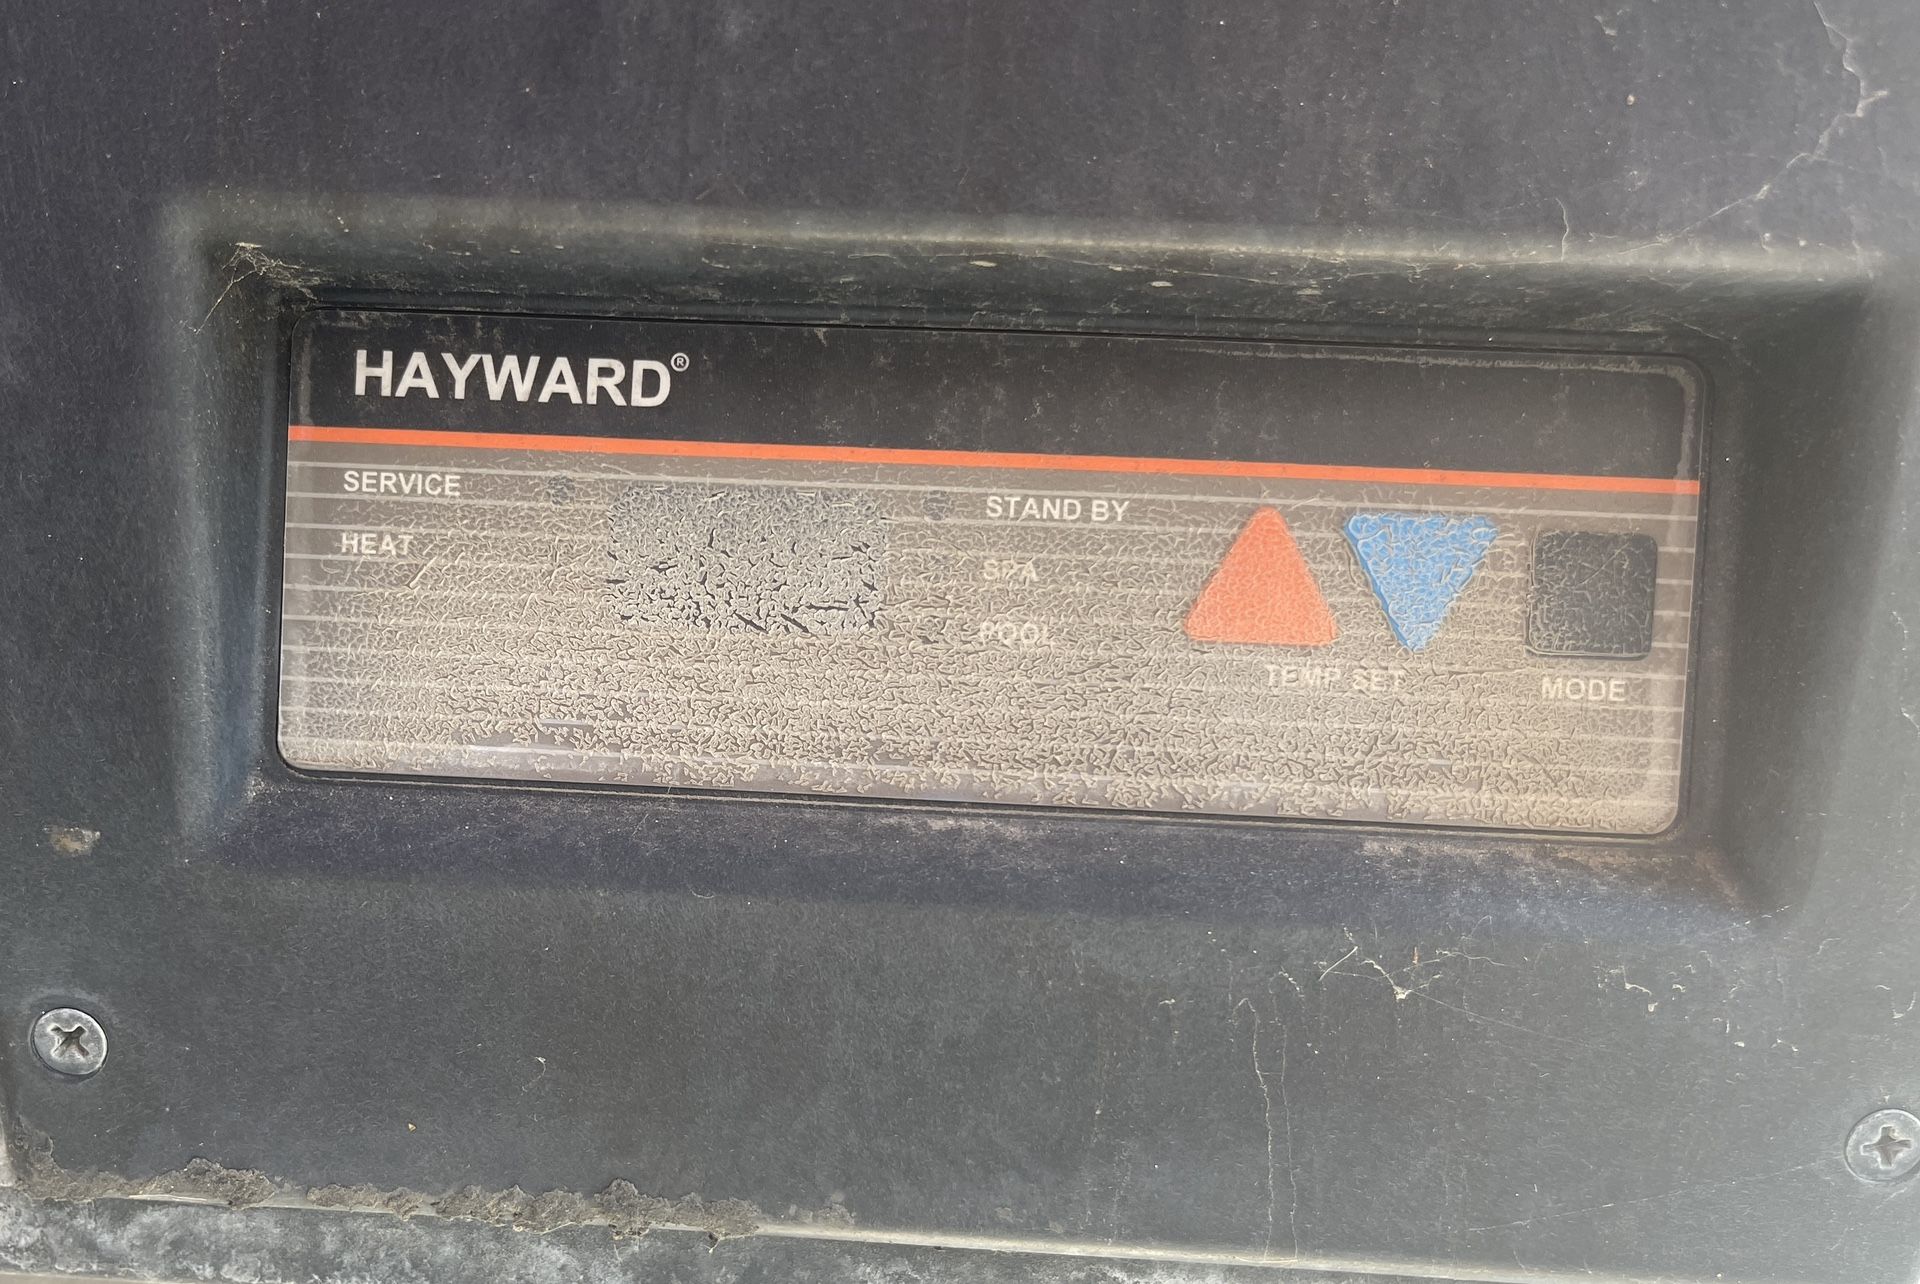 HAYWARD®
SERVICE
STAND BY
HEAT
SPA
POOL
TEMP SET
MODE